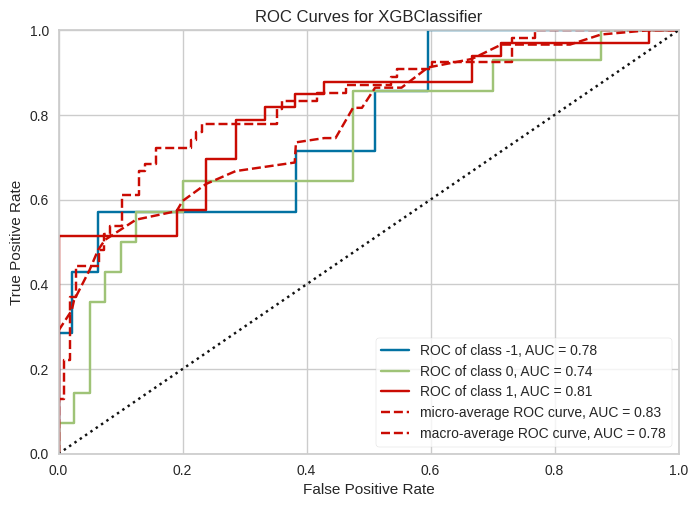 ROC Curves for XGBClassifier
1.0
0.8
0.6
0.4
0.2
0.0
True Positive Rate
ROC of class -1, AUC = 0.78
ROC of class 0, AUC = 0.74
ROC of class 1, AUC = 0.81
micro-average ROC curve, AUC = 0.83
macro-average ROC curve, AUC = 0.78
0.0 0.2 0.4 0.6 0.8 1.0
False Positive Rate